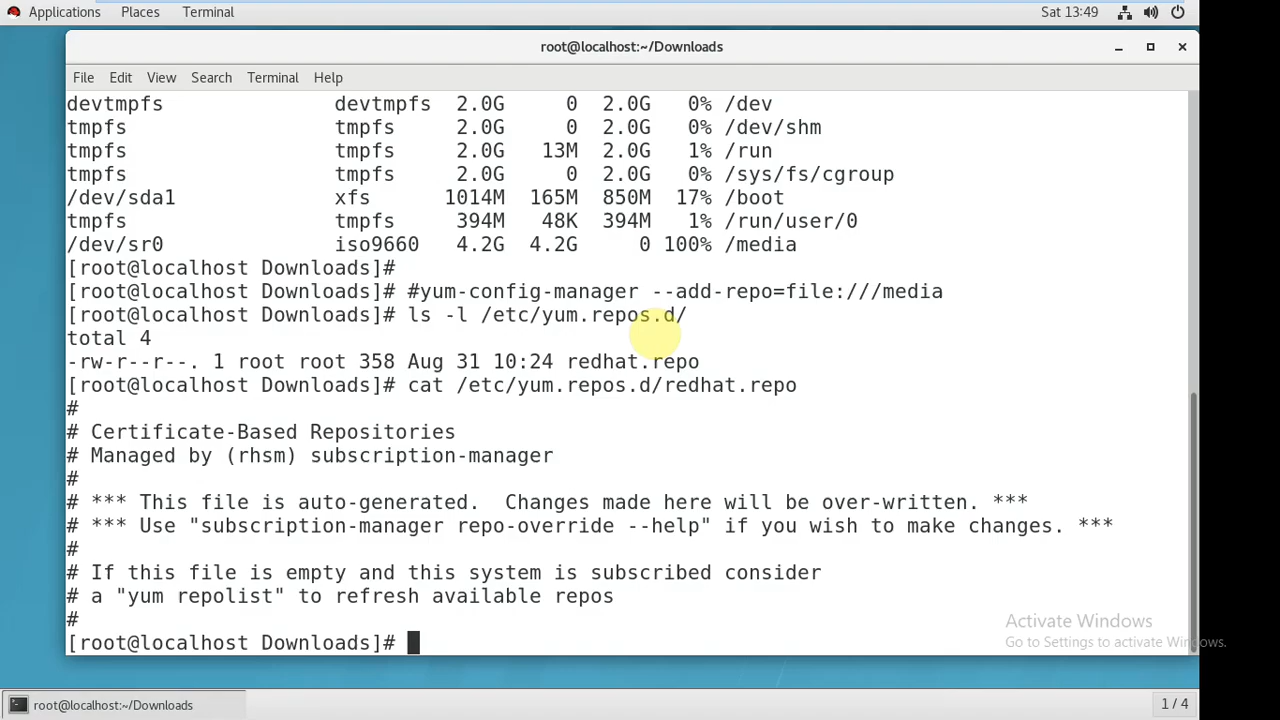 Applications Places Terminal Sat 13:49
root@localhost:~/Downloads
File Edit View Search Terminal Help
devtmpfs devtmpfs 2.0G 0 2.0G 0% /dev
tmpfs tmpfs 2.0G 0 2.0G 0% /dev/shm
tmpfs tmpfs 2.0G 13M 2.0G 1% /run
tmpfs tmpfs 2.0G 0 2.0G 0% /sys/fs/cgroup
/dev/sda1 xfs 1014M 165M 850M 17% /boot
tmpfs tmpfs 394M 48K 394M 1% /run/user/0
/dev/sr0 iso9660 4.2G 4.2G 0 100% /media
[root@localhost Downloads]#
[root@localhost Downloads]# #yum-config-manager --add-repo=file:///media
[root@localhost Downloads]# ls -l /etc/yum.repos.d/
total 4
-rw-r--r--. 1 root root 358 Aug 31 10:24 redhat.repo
[root@localhost Downloads]# cat /etc/yum.repos.d/redhat.repo
#
# Certificate-Based Repositories
# Managed by (rhsm) subscription-manager
#
# *** This file is auto-generated.  Changes made here will be over-written. ***
# *** Use "subscription-manager repo-override --help" if you wish to make changes. ***
#
# If this file is empty and this system is subscribed consider
# a "yum repolist" to refresh available repos
#
[root@localhost Downloads]#
Activate Windows
Go to Settings to activate Windows.
root@localhost:~/Downloads 1 / 4